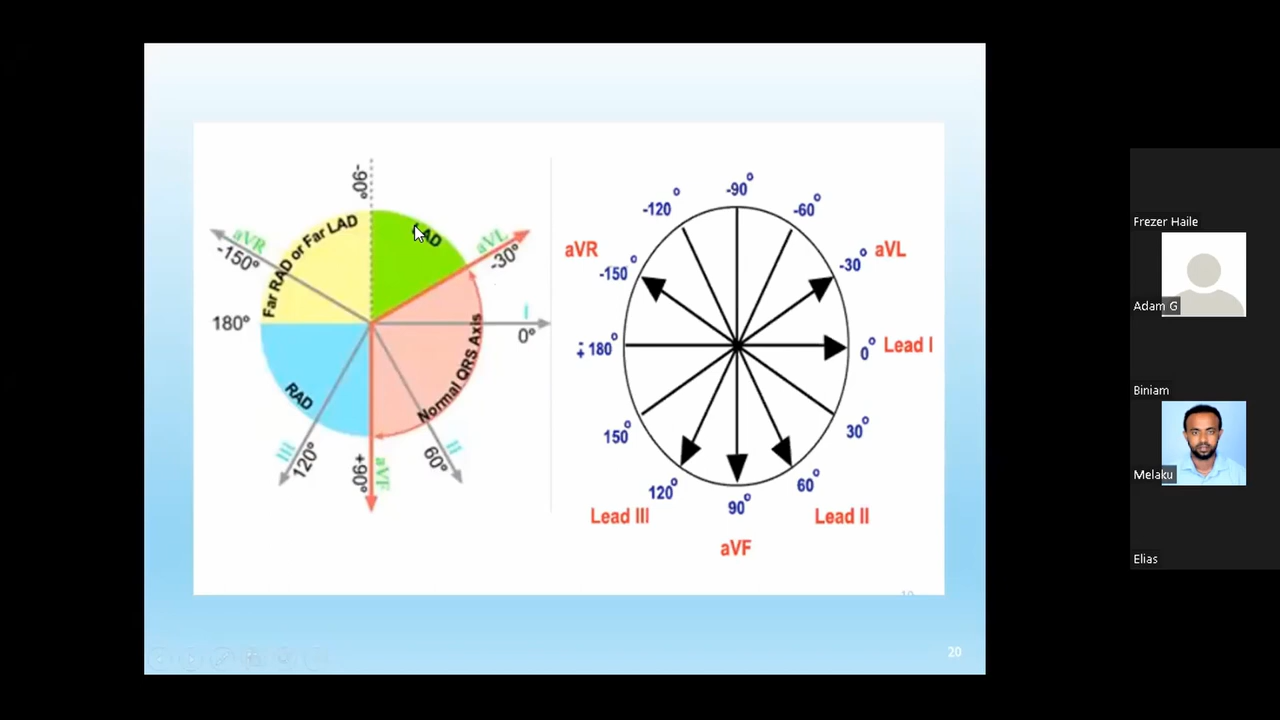 -90°
aVR
-150°
Far RAD or Far LAD
LAD
aVL
-30°
I
0°
180°
Normal QRS Axis
RAD
III
120°
+90°
aVF
II
60°
-90°
-120°
-60°
aVR
-150°
-30°
aVL
180°
0°
Lead I
150°
30°
120°
90°
60°
Lead III
Lead II
aVF
20
Frezer Haile
Adam G
Biniam
Melaku
Elias